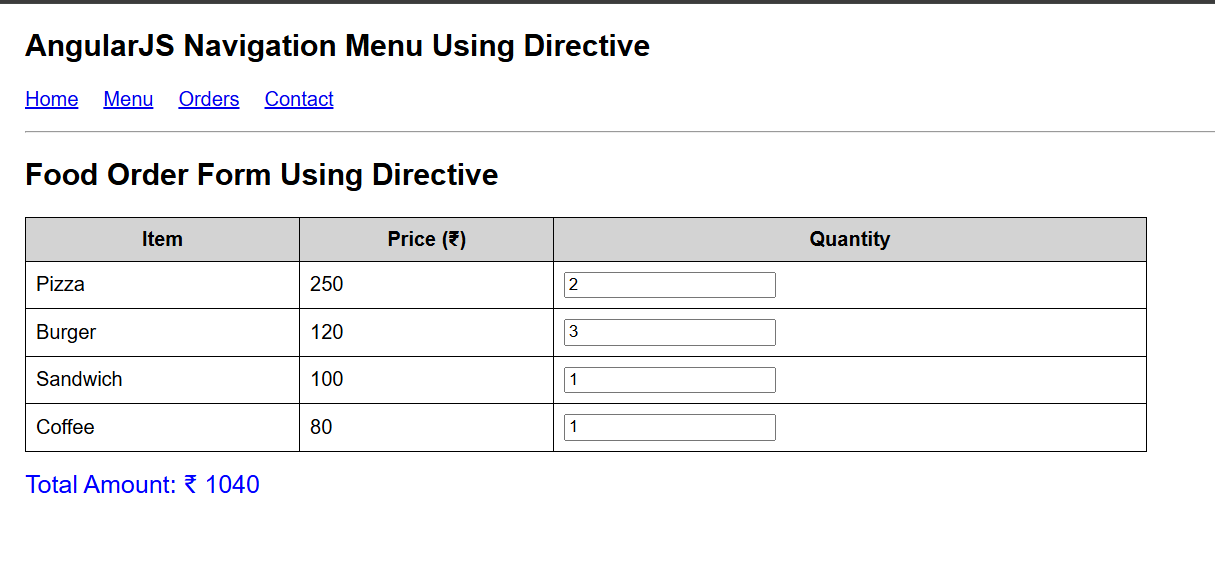 AngularJS Navigation Menu Using Directive
Home Menu Orders Contact
Food Order Form Using Directive
Item Price (₹) Quantity
Pizza 250 2
Burger 120 3
Sandwich 100 1
Coffee 80 1
Total Amount: ₹ 1040